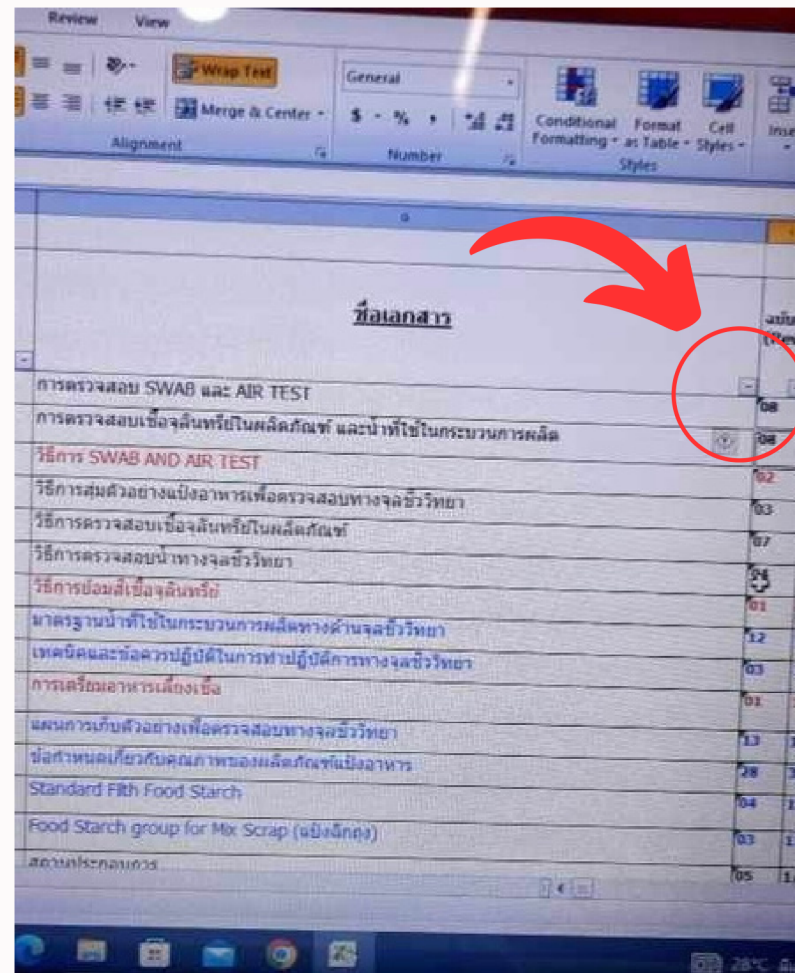 Review View
Wrap Text General
Merge & Center $ % , Conditional Formatting Format as Table Cell Styles
Alignment Number Styles
G
ชื่อเอกสาร
การตรวจสอบ SWAB และ AIR TEST 08
การตรวจสอบเชื้อจุลินทรีย์ในผลิตภัณฑ์ และน้ำที่ใช้ในกระบวนการผลิต 08
วิธีการ SWAB AND AIR TEST 02
วิธีการสุ่มตัวอย่างแป้งอาหารเพื่อตรวจสอบทางจุลชีววิทยา 03
วิธีการตรวจสอบเชื้อจุลินทรีย์ในผลิตภัณฑ์ 07
วิธีการตรวจสอบน้ำทางจุลชีววิทยา
วิธีการย้อมสีเชื้อจุลินทรีย์ 01
มาตรฐานน้ำที่ใช้ในกระบวนการผลิตทางด้านจุลชีววิทยา 12
เทคนิคและข้อควรปฏิบัติในการทำปฏิบัติการทางจุลชีววิทยา 03
การเตรียมอาหารเลี้ยงเชื้อ 01
แผนการเก็บตัวอย่างเพื่อตรวจสอบทางจุลชีววิทยา 13
ข้อกำหนดเกี่ยวกับคุณภาพของผลิตภัณฑ์แป้งอาหาร 28
Standard Filth Food Starch 04
Food Starch group for Mix Scrap 03
สถานประกอบการ 05
28°C